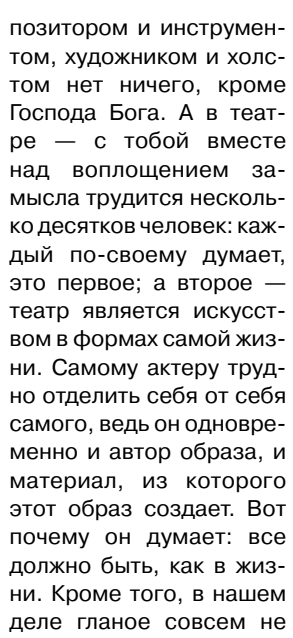 позитором и инструмен-
том, художником и холс-
том нет ничего, кроме
Господа Бога. А в теат-
ре — с тобой вместе
над воплощением за-
мысла трудится несколь-
ко десятков человек: каж-
дый по-своему думает,
это первое; а второе —
театр является искусст-
вом в формах самой жиз-
ни. Самому актеру труд-
но отделить себя от себя
самого, ведь он одновре-
менно и автор образа, и
материал, из которого
этот образ создает. Вот
почему он думает: все
должно быть, как в жиз-
ни. Кроме того, в нашем
деле главное совсем не